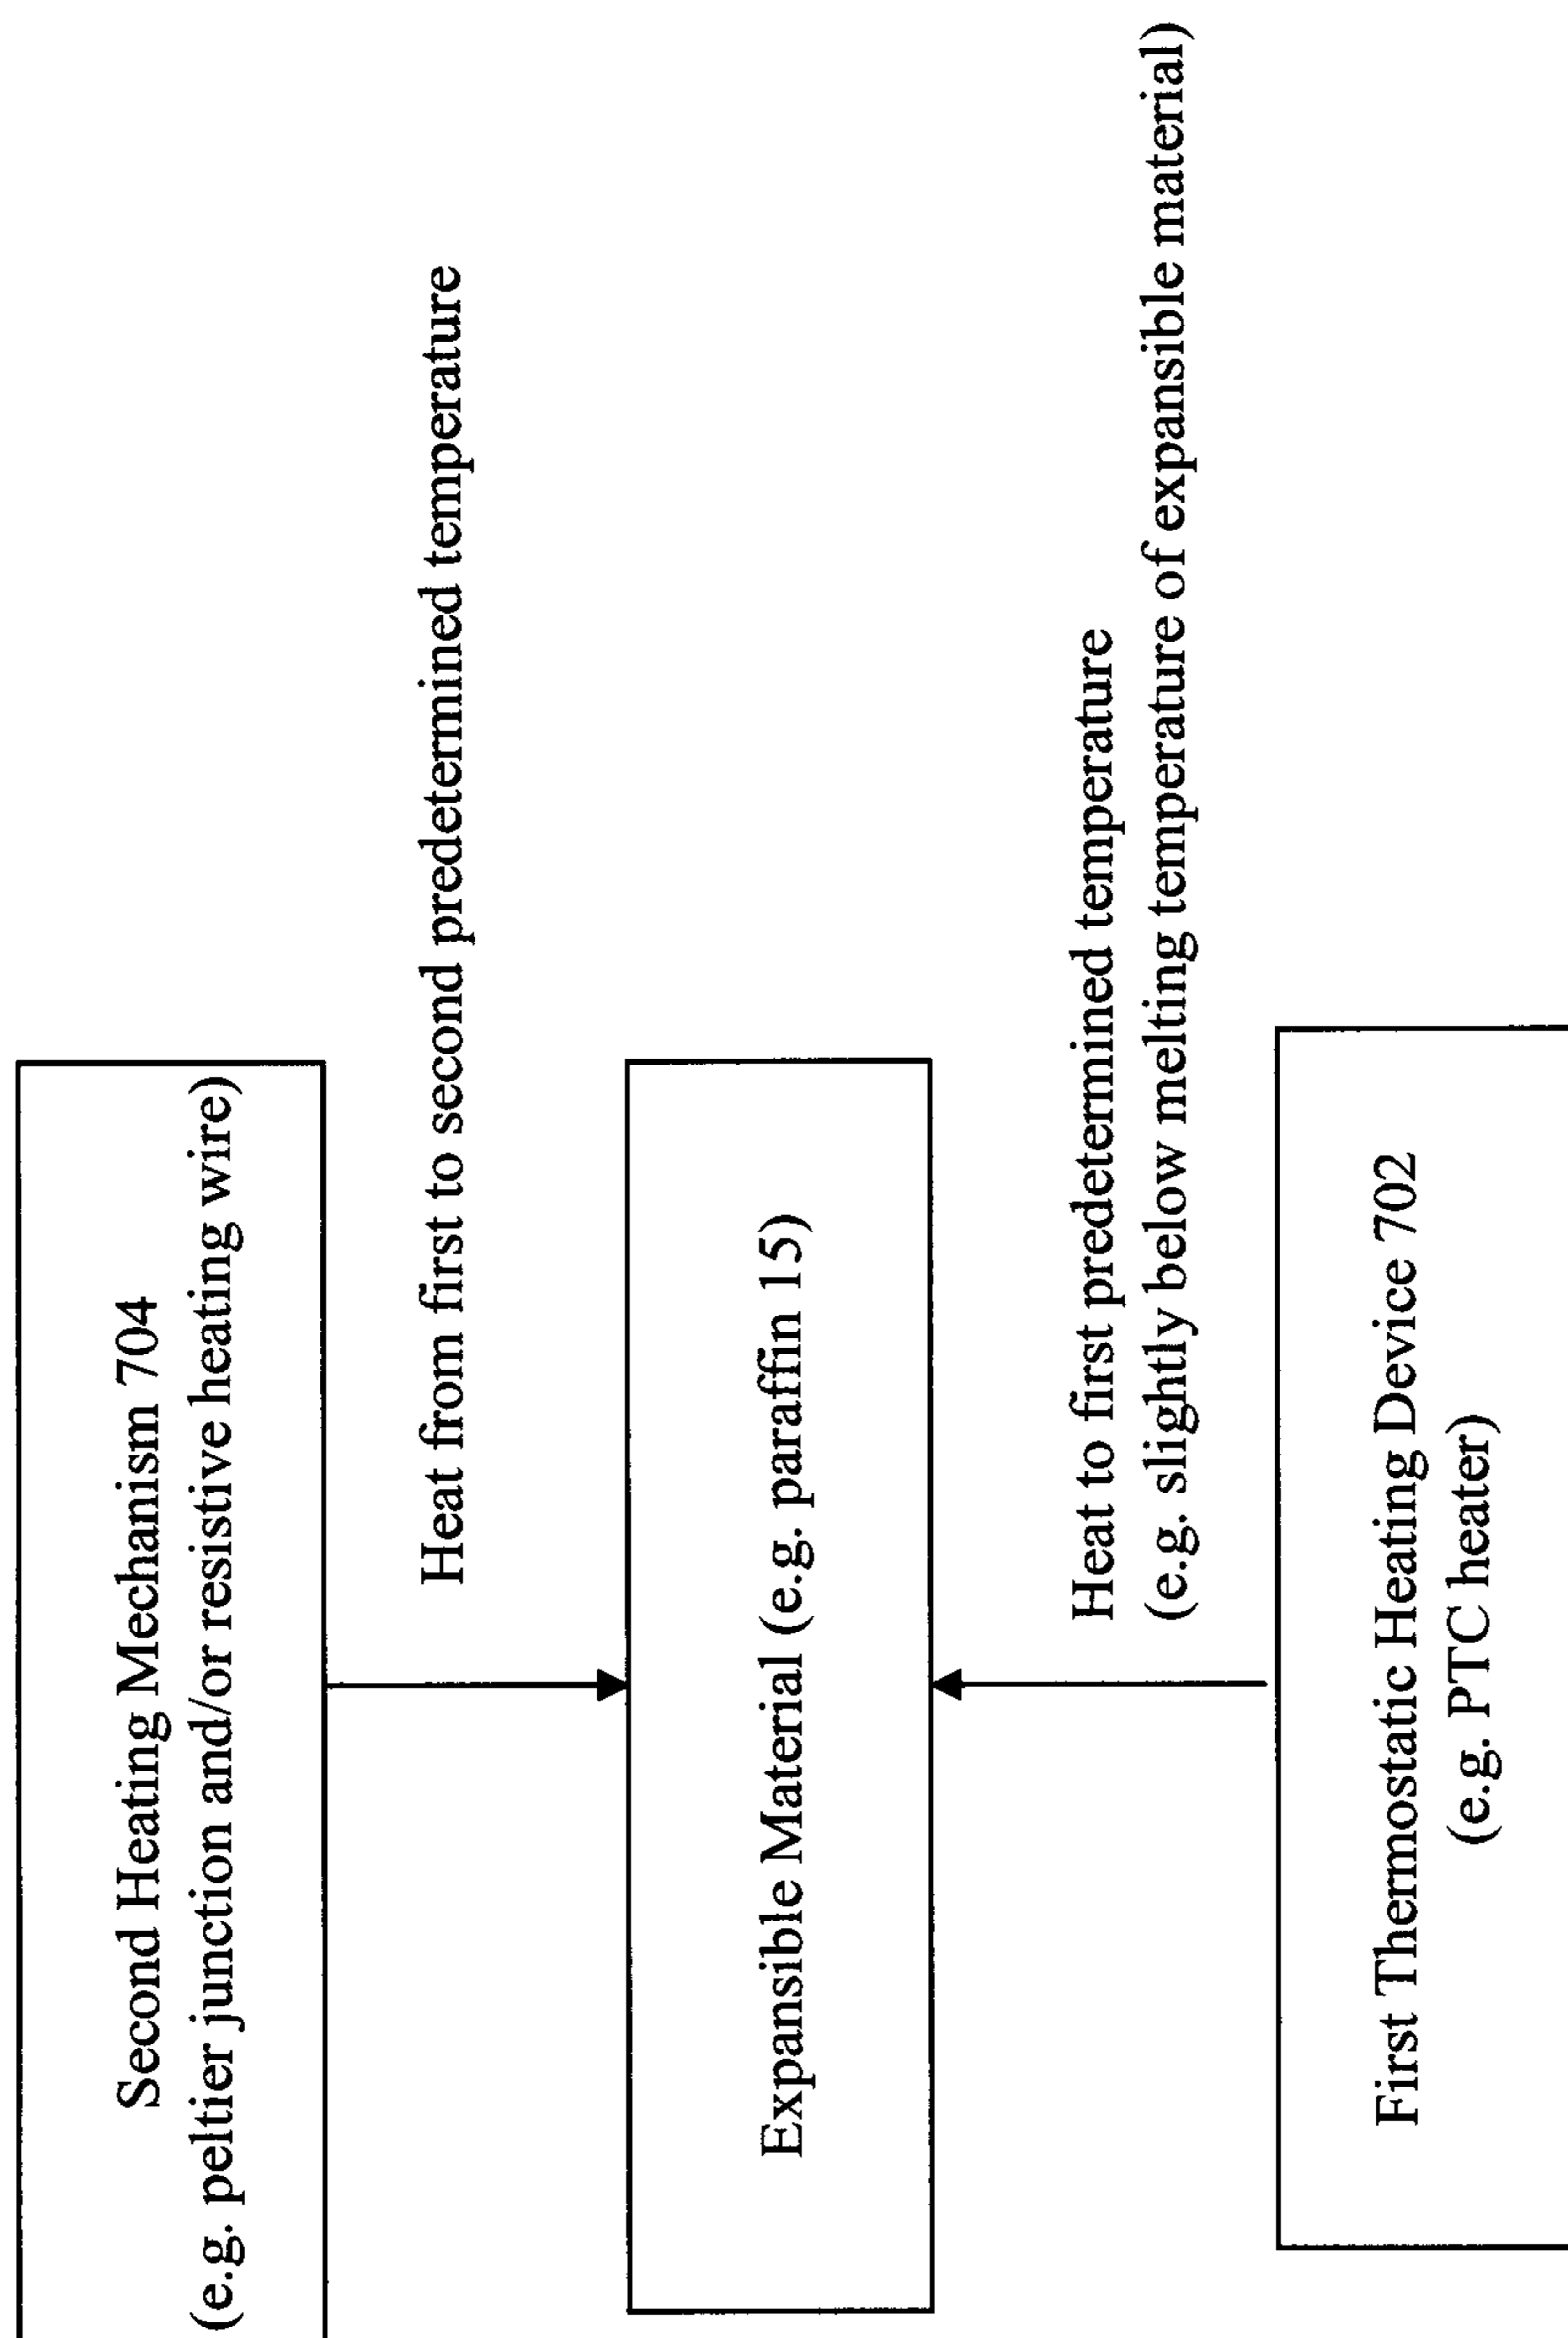 Second Heating Mechanism 704
(e.g. peltier junction and/or resistive heating wire)
Heat from first to second predetermined temperature
Expansible Material (e.g. paraffin 15)
Heat to first predetermined temperature
(e.g. slightly below melting temperature of expansible material)
First Thermostatic Heating Device 702
(e.g. PTC heater)